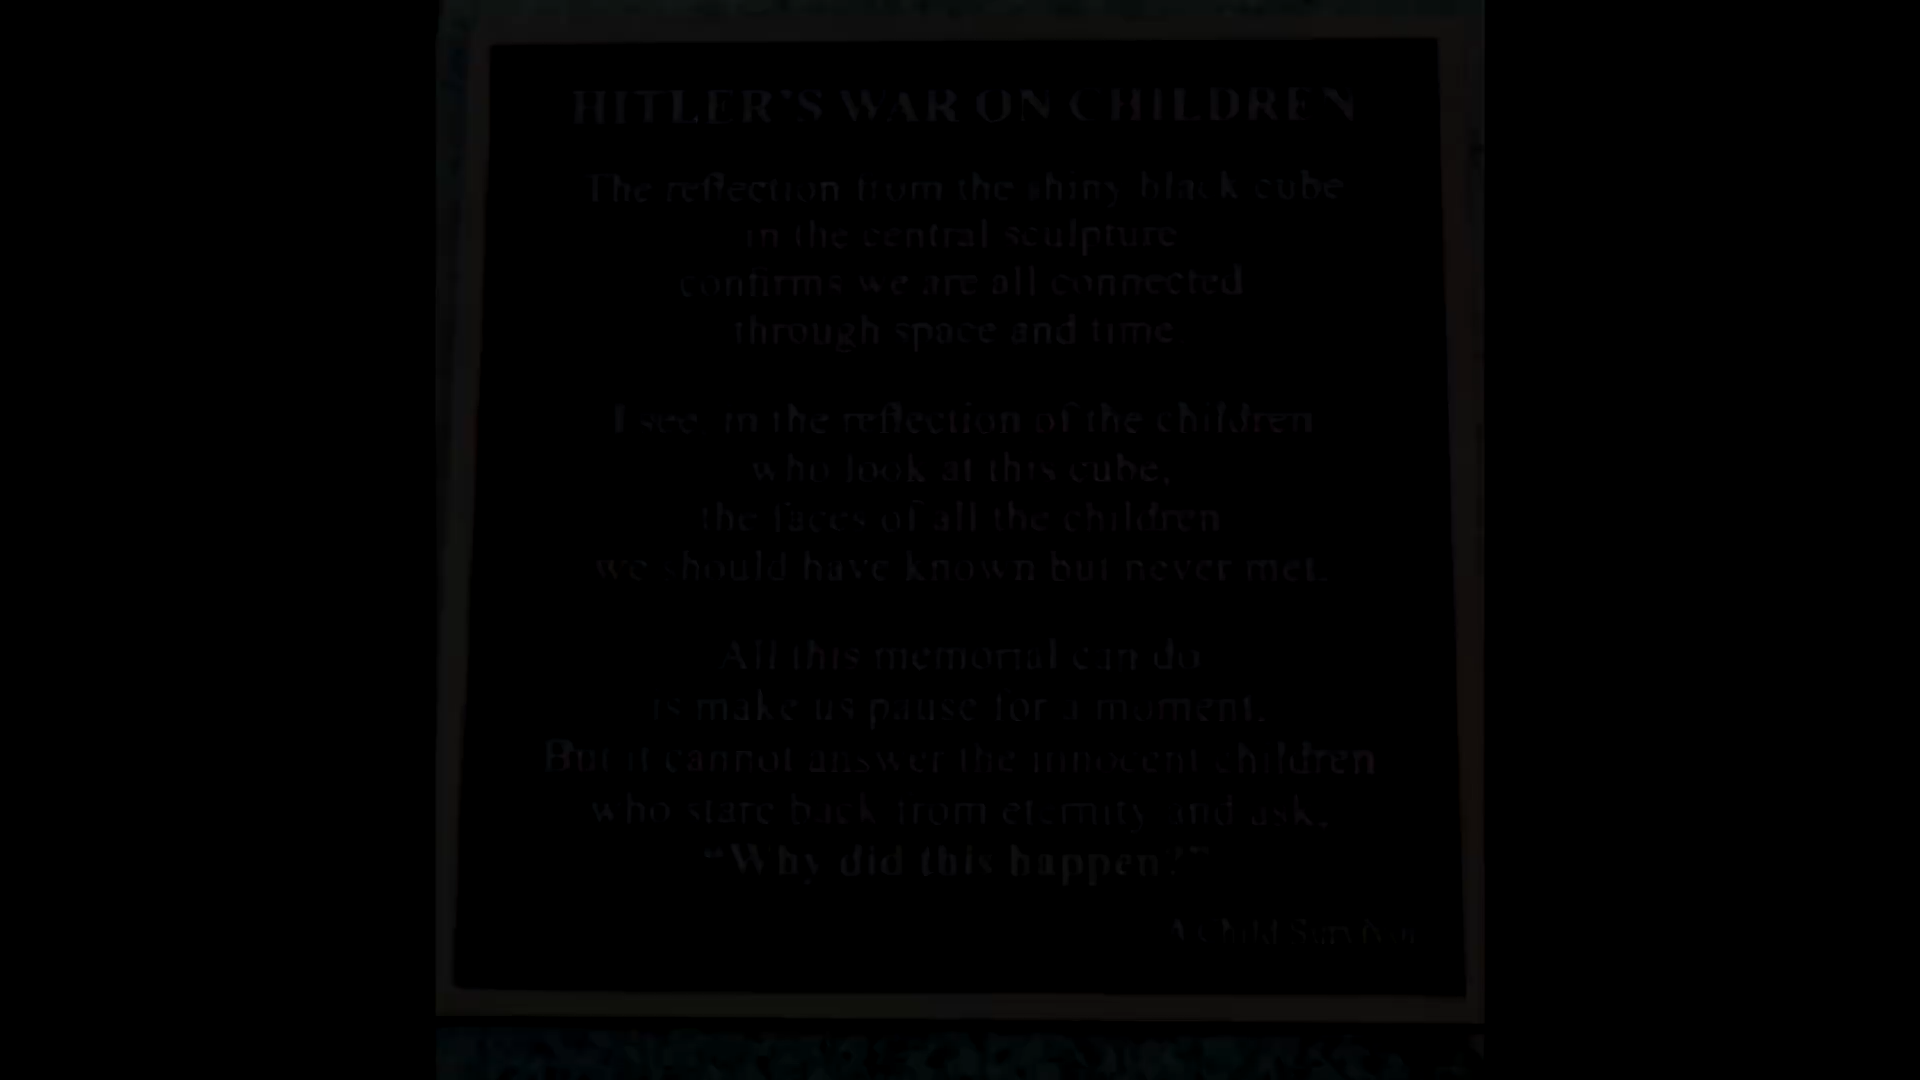 HITLER'S WAR ON CHILDREN
The reflection from the shiny black cube
in the central sculpture
confirms we are all connected
through space and time
I see in the reflection of the children
who look at this cube,
the faces of all the children
we should have known but never met.
All this memorial can do
is make us pause for a moment.
But it cannot answer the innocent children
who stare back from eternity and ask,
“Why did this happen?”
A Child Survivor